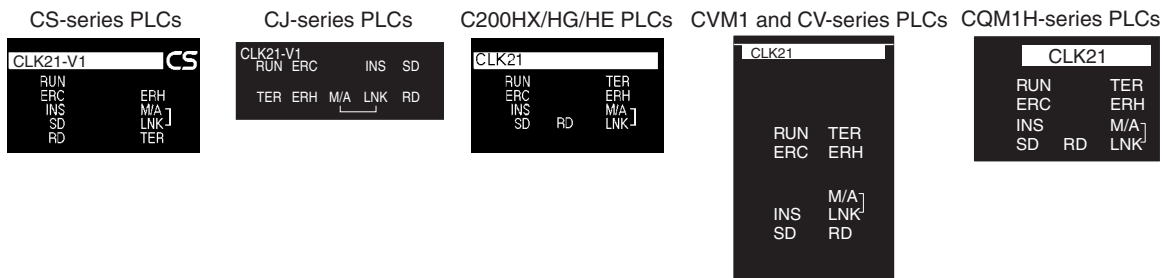 CS-series PLCs
CLK21-V1 CS
RUN
ERC ERH
INS M/A
SD LNK
RD TER
CJ-series PLCs
CLK21-V1
RUN ERC INS SD
TER ERH M/A LNK RD
C200HX/HG/HE PLCs
CLK21
RUN TER
ERC ERH
INS M/A
SD RD LNK
CVM1 and CV-series PLCs
CLK21
RUN TER
ERC ERH
M/A
INS LNK
SD RD
CQM1H-series PLCs
CLK21
RUN TER
ERC ERH
INS M/A
SD RD LNK